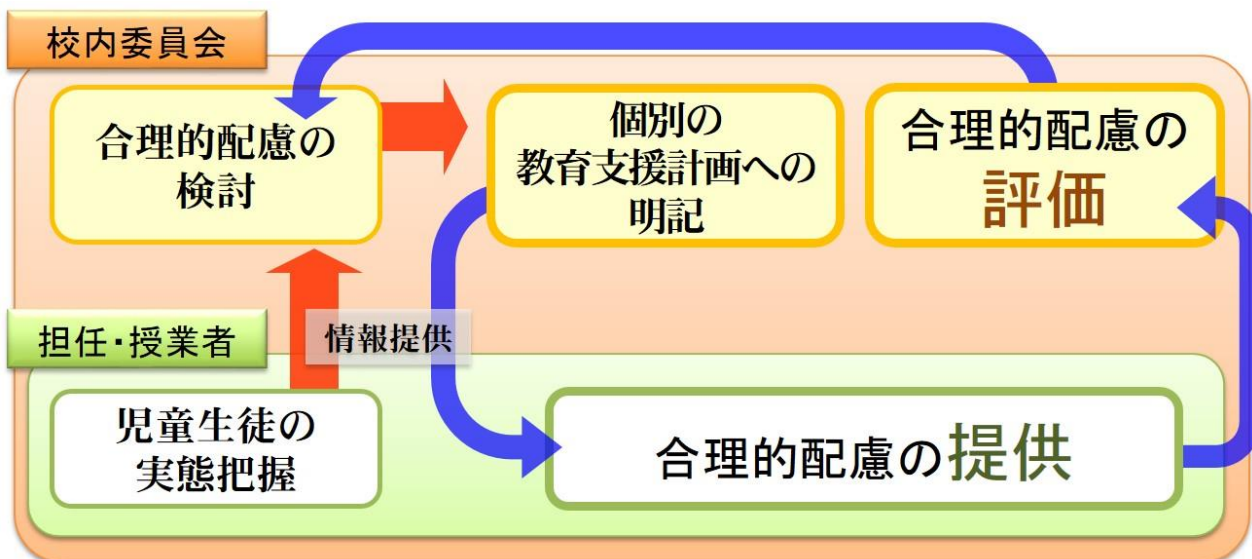 校内委員会
合理的配慮の
検討
個別の
教育支援計画への
明記
合理的配慮の
評価
担任・授業者
情報提供
児童生徒の
実態把握
合理的配慮の提供